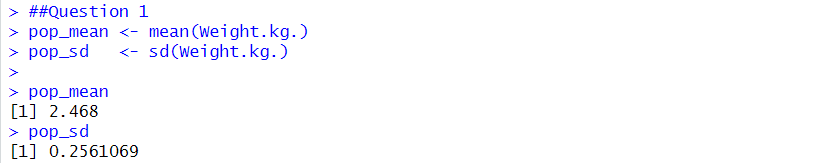 > ##Question 1
> pop_mean <- mean(Weight.kg.)
> pop_sd   <- sd(Weight.kg.)
>
> pop_mean
[1] 2.468
> pop_sd
[1] 0.2561069